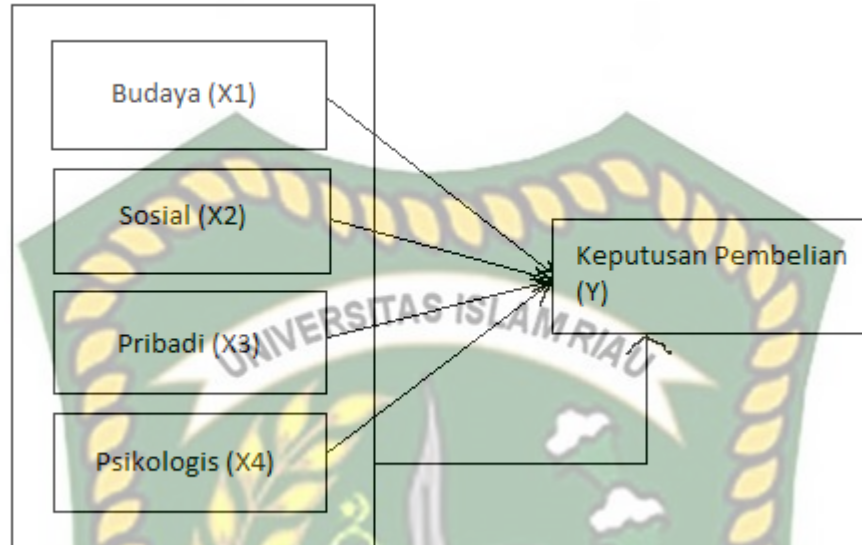 Budaya (X1)
Sosial (X2)
Pribadi (X3)
Psikologis (X4)
Keputusan Pembelian
(Y)
UNIVERSITAS ISLAM RIAU